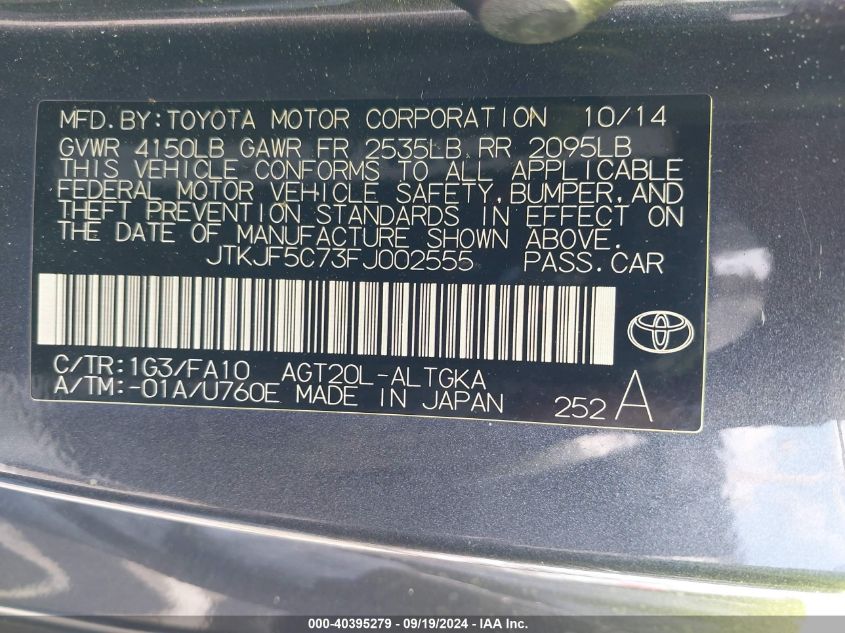 MFD.BY:TOYOTA MOTOR CORPORATION 10/14
GVWR 4150LB GAWR FR 2535LB RR 2095LB
THIS VEHICLE CONFORMS TO ALL APPLICABLE
FEDERAL MOTOR VEHICLE SAFETY,BUMPER,AND
THEFT PREVENTION STANDARDS IN EFFECT ON
THE DATE OF MANUFACTURE SHOWN ABOVE.
JTKJF5C73FJ002555 PASS.CAR
C/TR:1G3/FA10 AGT20L-ALTGKA
A/TM:-01A/U760E MADE IN JAPAN 252A
000-40395279 - 09/19/2024 - IAA Inc.